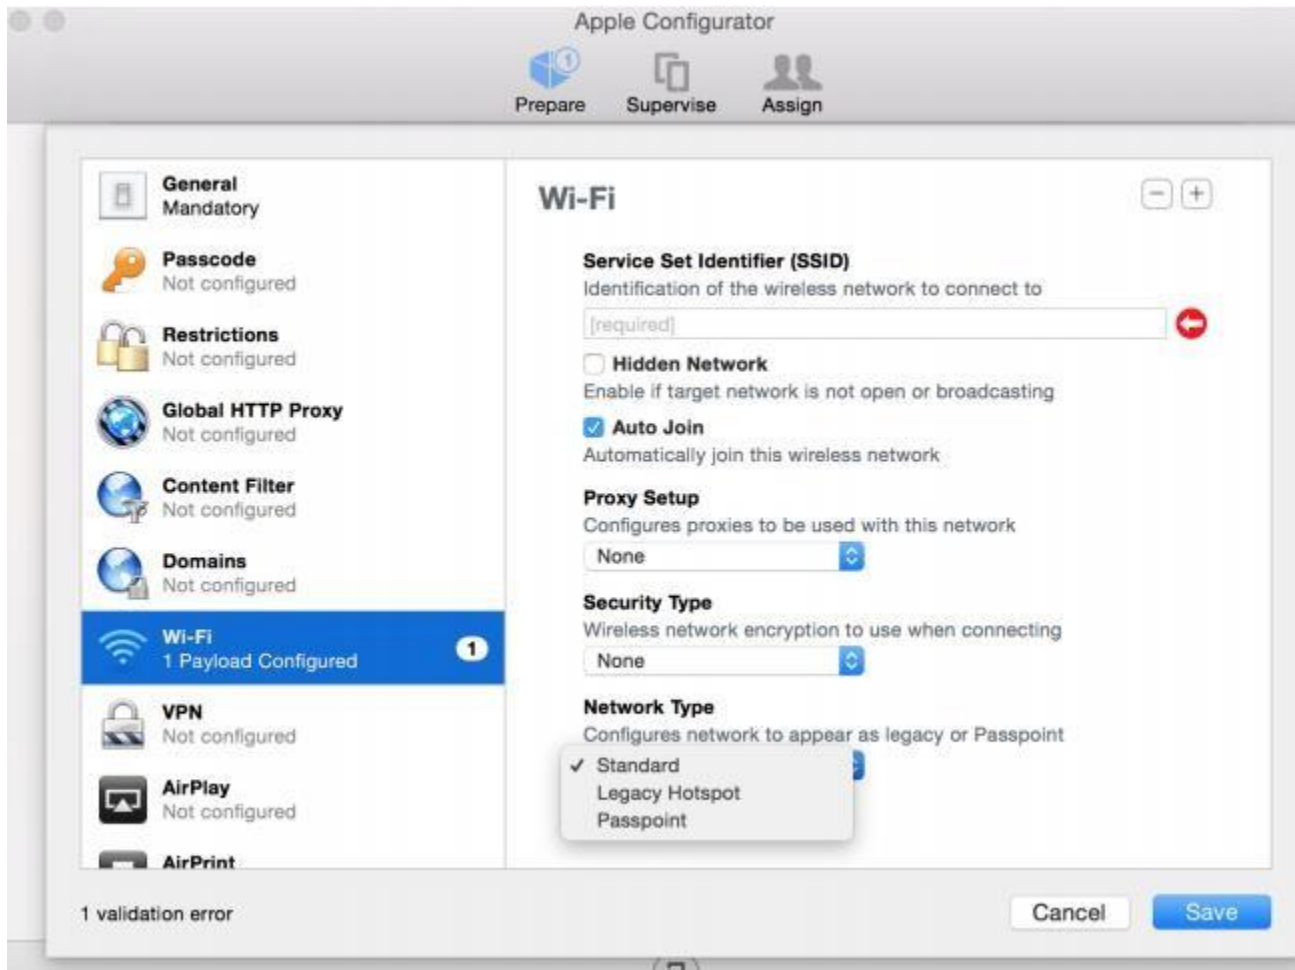 Apple Configurator
1
Prepare
Supervise
Assign
General
Mandatory
Passcode
Not configured
Restrictions
Not configured
Global HTTP Proxy
Not configured
Content Filter
Not configured
Domains
Not configured
Wi-Fi
1 Payload Configured
1
VPN
Not configured
AirPlay
Not configured
AirPrint
1 validation error
Wi-Fi
Service Set Identifier (SSID)
Identification of the wireless network to connect to
[required]
Hidden Network
Enable if target network is not open or broadcasting
Auto Join
Automatically join this wireless network
Proxy Setup
Configures proxies to be used with this network
None
Security Type
Wireless network encryption to use when connecting
None
Network Type
Configures network to appear as legacy or Passpoint
Standard
Legacy Hotspot
Passpoint
Cancel
Save